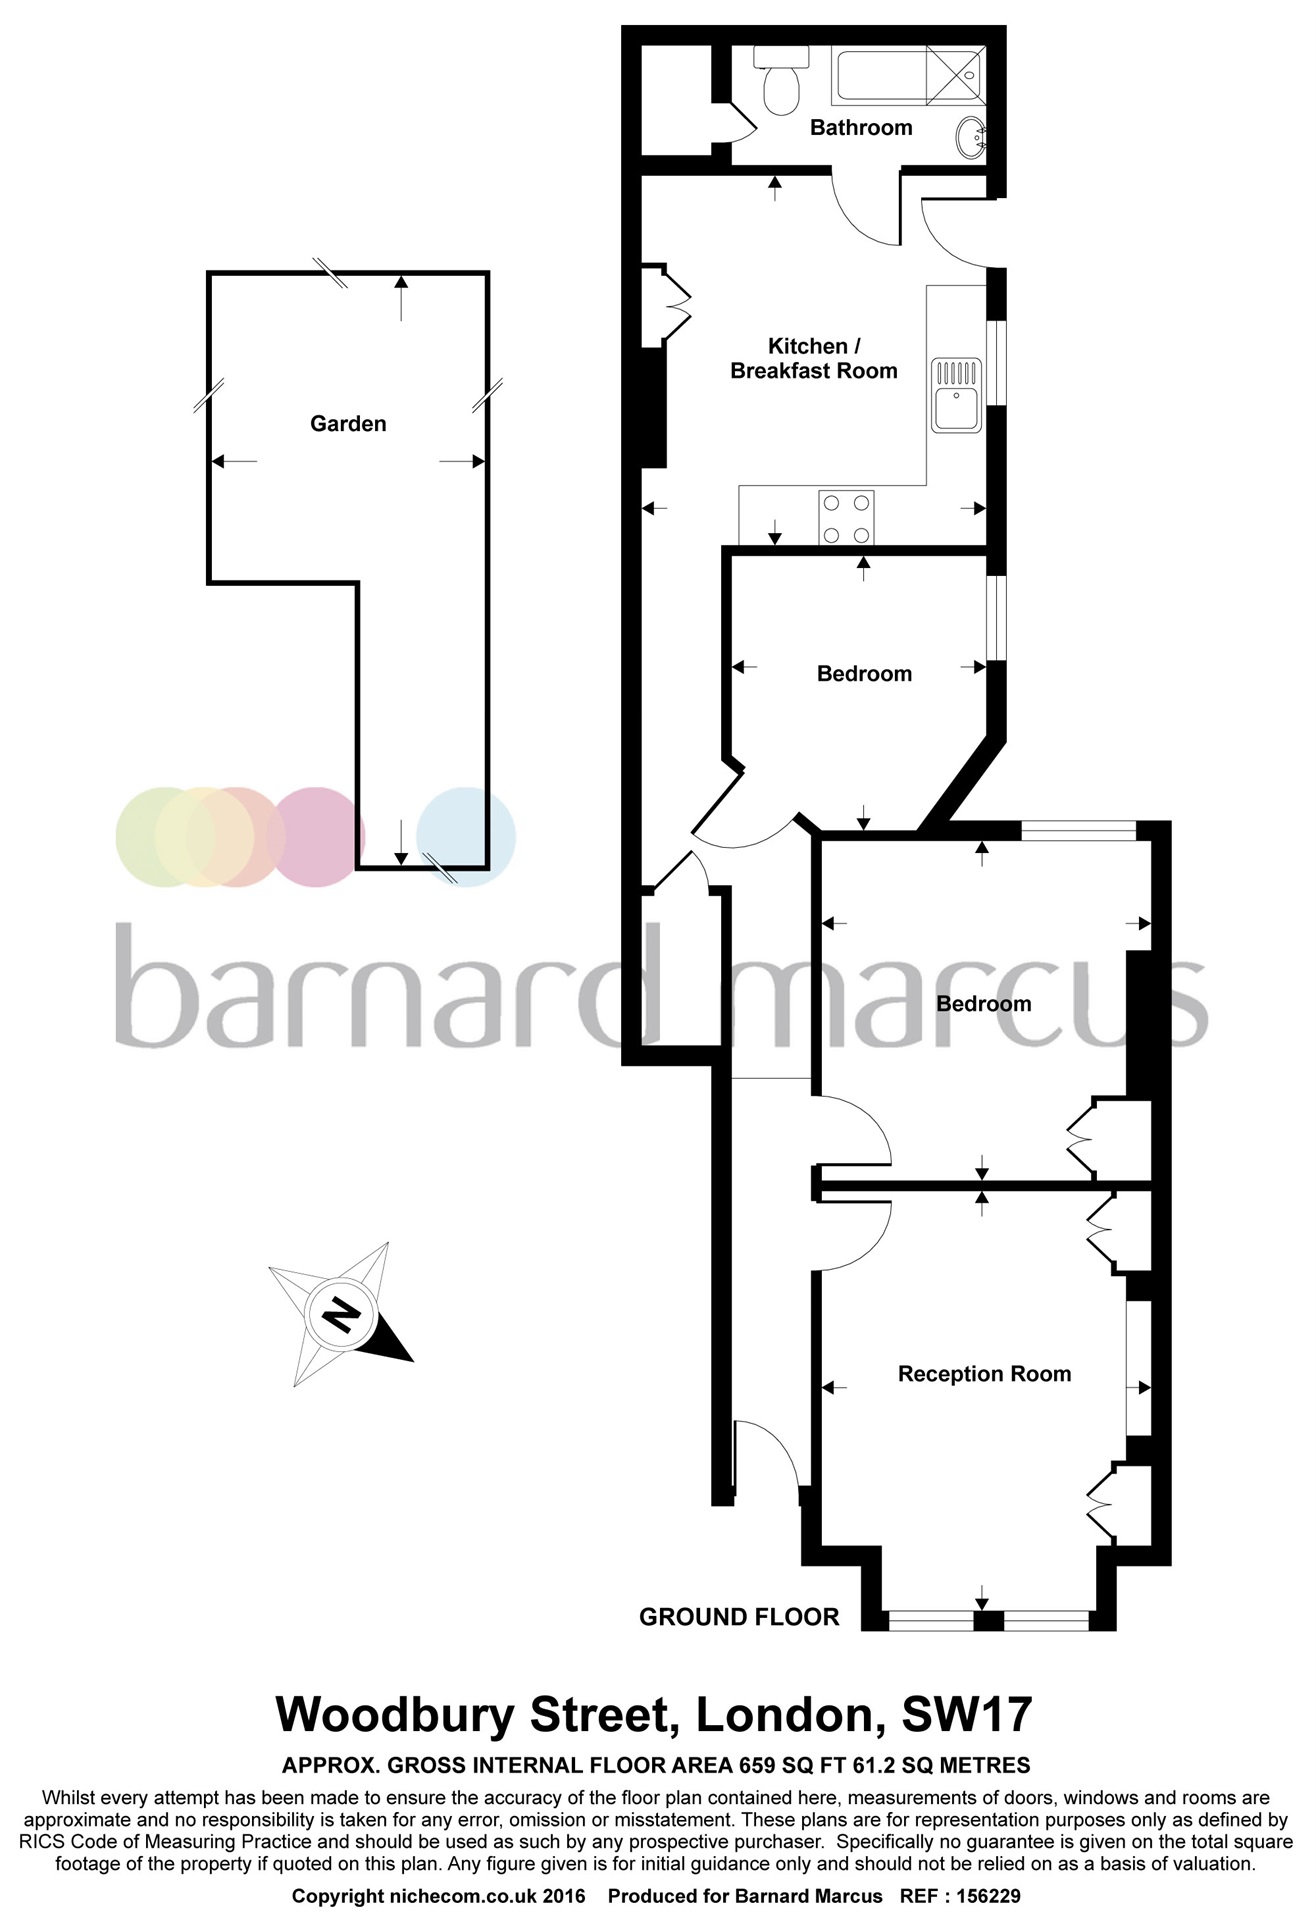 Bathroom
Kitchen /
Breakfast Room
Garden
Bedroom
barnard marcus
Bedroom
N
Reception Room
GROUND FLOOR
Woodbury Street, London, SW17
APPROX. GROSS INTERNAL FLOOR AREA 659 SQ FT 61.2 SQ METRES
Whilst every attempt has been made to ensure the accuracy of the floor plan contained here, measurements of doors, windows and rooms are
approximate and no responsibility is taken for any error, omission or misstatement. These plans are for representation purposes only as defined by
RICS Code of Measuring Practice and should be used as such by any prospective purchaser.  Specifically no guarantee is given on the total square
footage of the property if quoted on this plan. Any figure given is for initial guidance only and should not be relied on as a basis of valuation.
Copyright nichecom.co.uk 2016    Produced for Barnard Marcus   REF : 156229